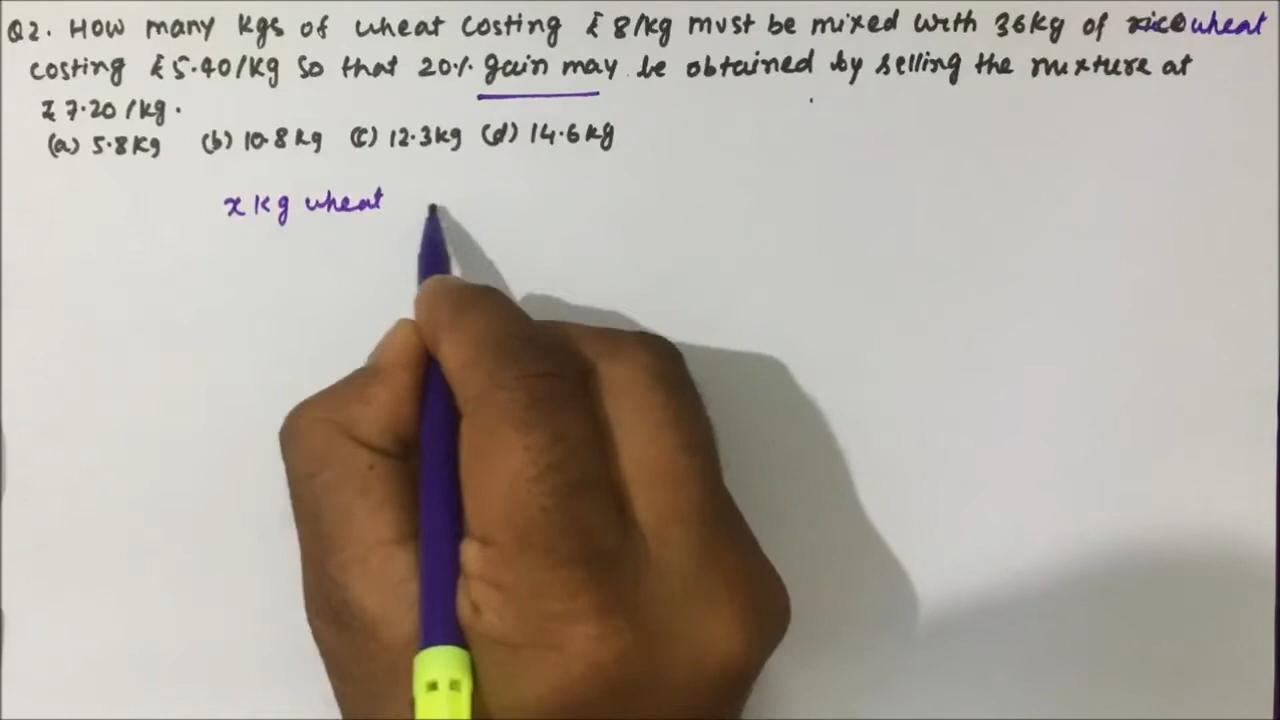 Q2. How many kgs of wheat costing ₹ 8/kg must be mixed with 36kg of rice wheat
costing ₹5.40/kg so that 20% gain may be obtained by selling the mixture at
₹ 7.20/kg.
(a) 5.8Kg (b) 10.8kg (c) 12.3kg (d) 14.6kg
x kg wheat